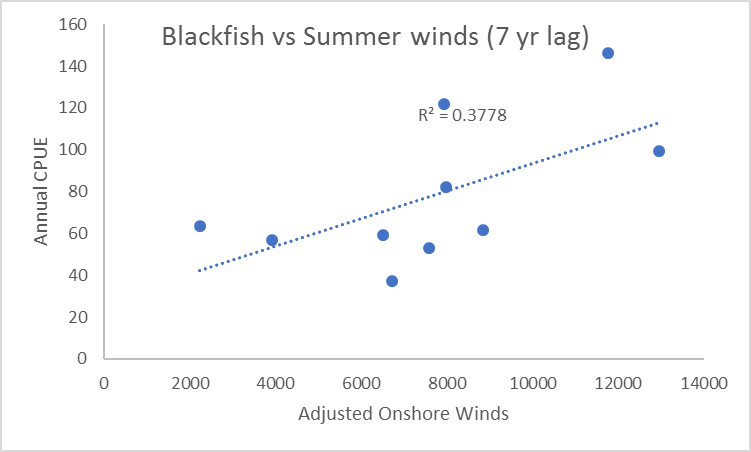 Blackfish vs Summer winds (7 yr lag)
R² = 0.3778
Annual CPUE
160
140
120
100
80
60
40
20
0
0 2000 4000 6000 8000 10000 12000 14000
Adjusted Onshore Winds